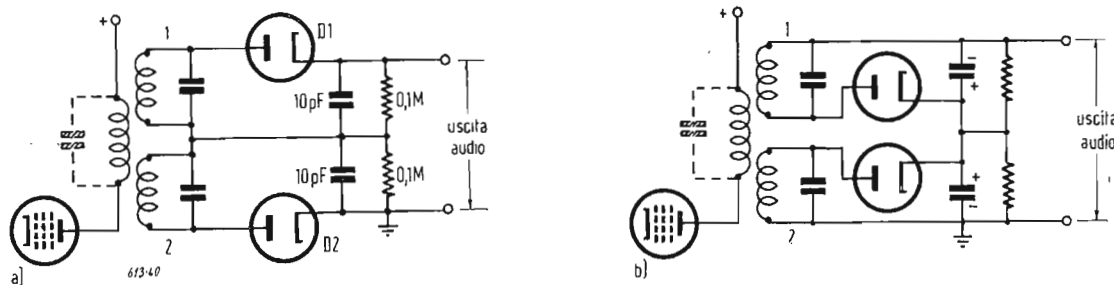 +
1
D1
10pF
0,1M
uscita
audio
10pF
0,1M
2
D2
a)
613·40
+
1
-
+
uscita
audio
+
-
2
b)